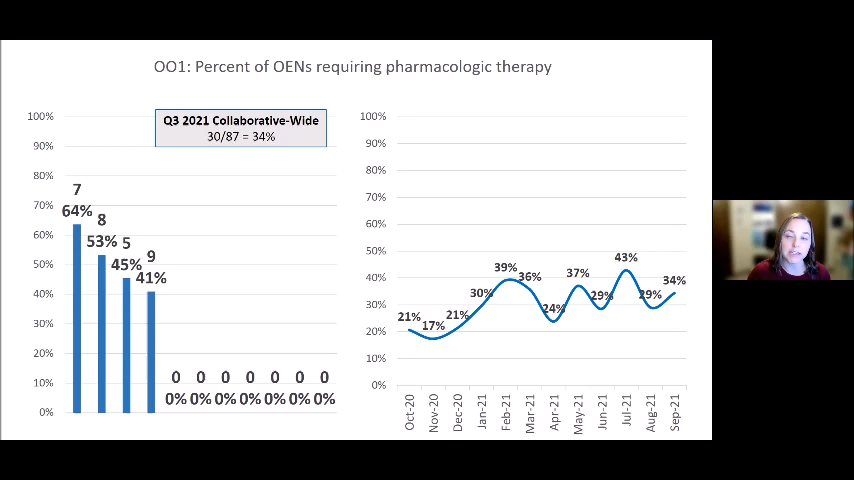 OO1: Percent of OENs requiring pharmacologic therapy
Q3 2021 Collaborative-Wide
30/87 = 34%
100%
90%
80%
70%
60%
50%
40%
30%
20%
10%
0%
7
64%
8
53%
5
45%
9
41%
0 0 0 0 0 0 0
0% 0% 0% 0% 0% 0% 0%
100%
90%
80%
70%
60%
50%
40%
30%
20%
10%
0%
21%
17%
21%
30%
39%
36%
24%
37%
29%
43%
29%
34%
Oct-20
Nov-20
Dec-20
Jan-21
Feb-21
Mar-21
Apr-21
May-21
Jun-21
Jul-21
Aug-21
Sep-21